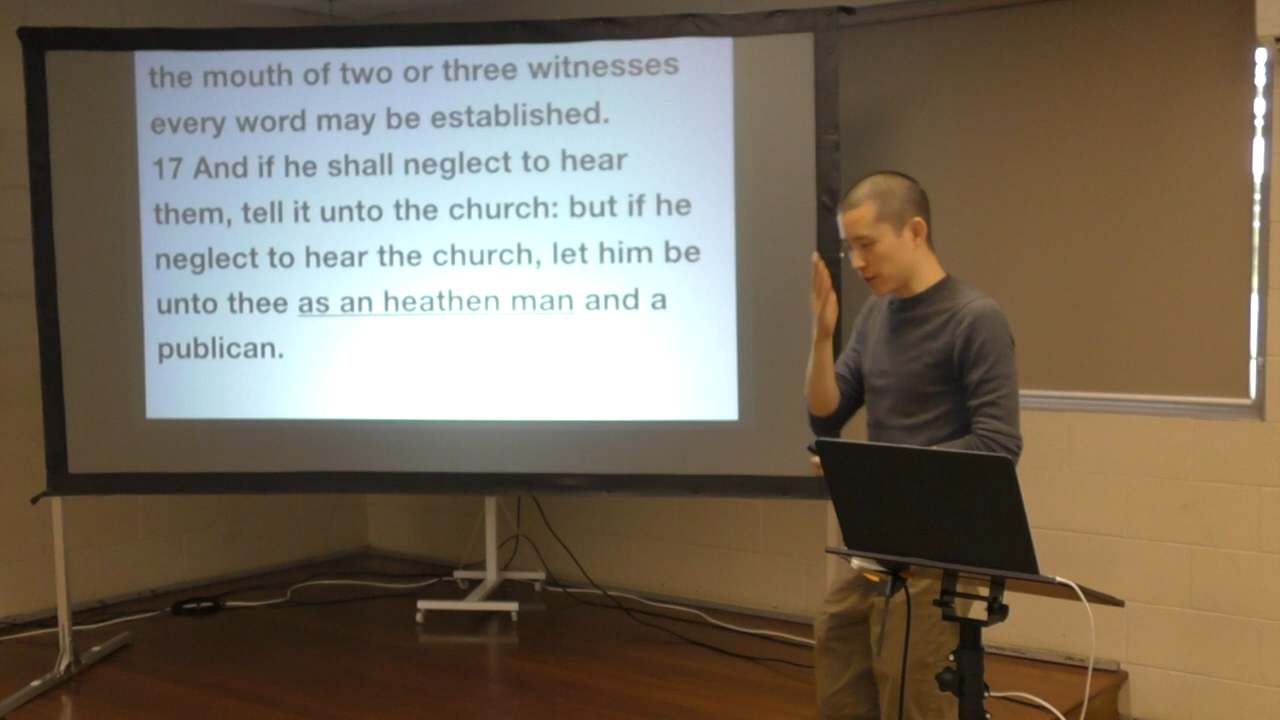 the mouth of two or three witnesses
every word may be established.
17 And if he shall neglect to hear
them, tell it unto the church: but if he
neglect to hear the church, let him be
unto thee as an heathen man and a
publican.